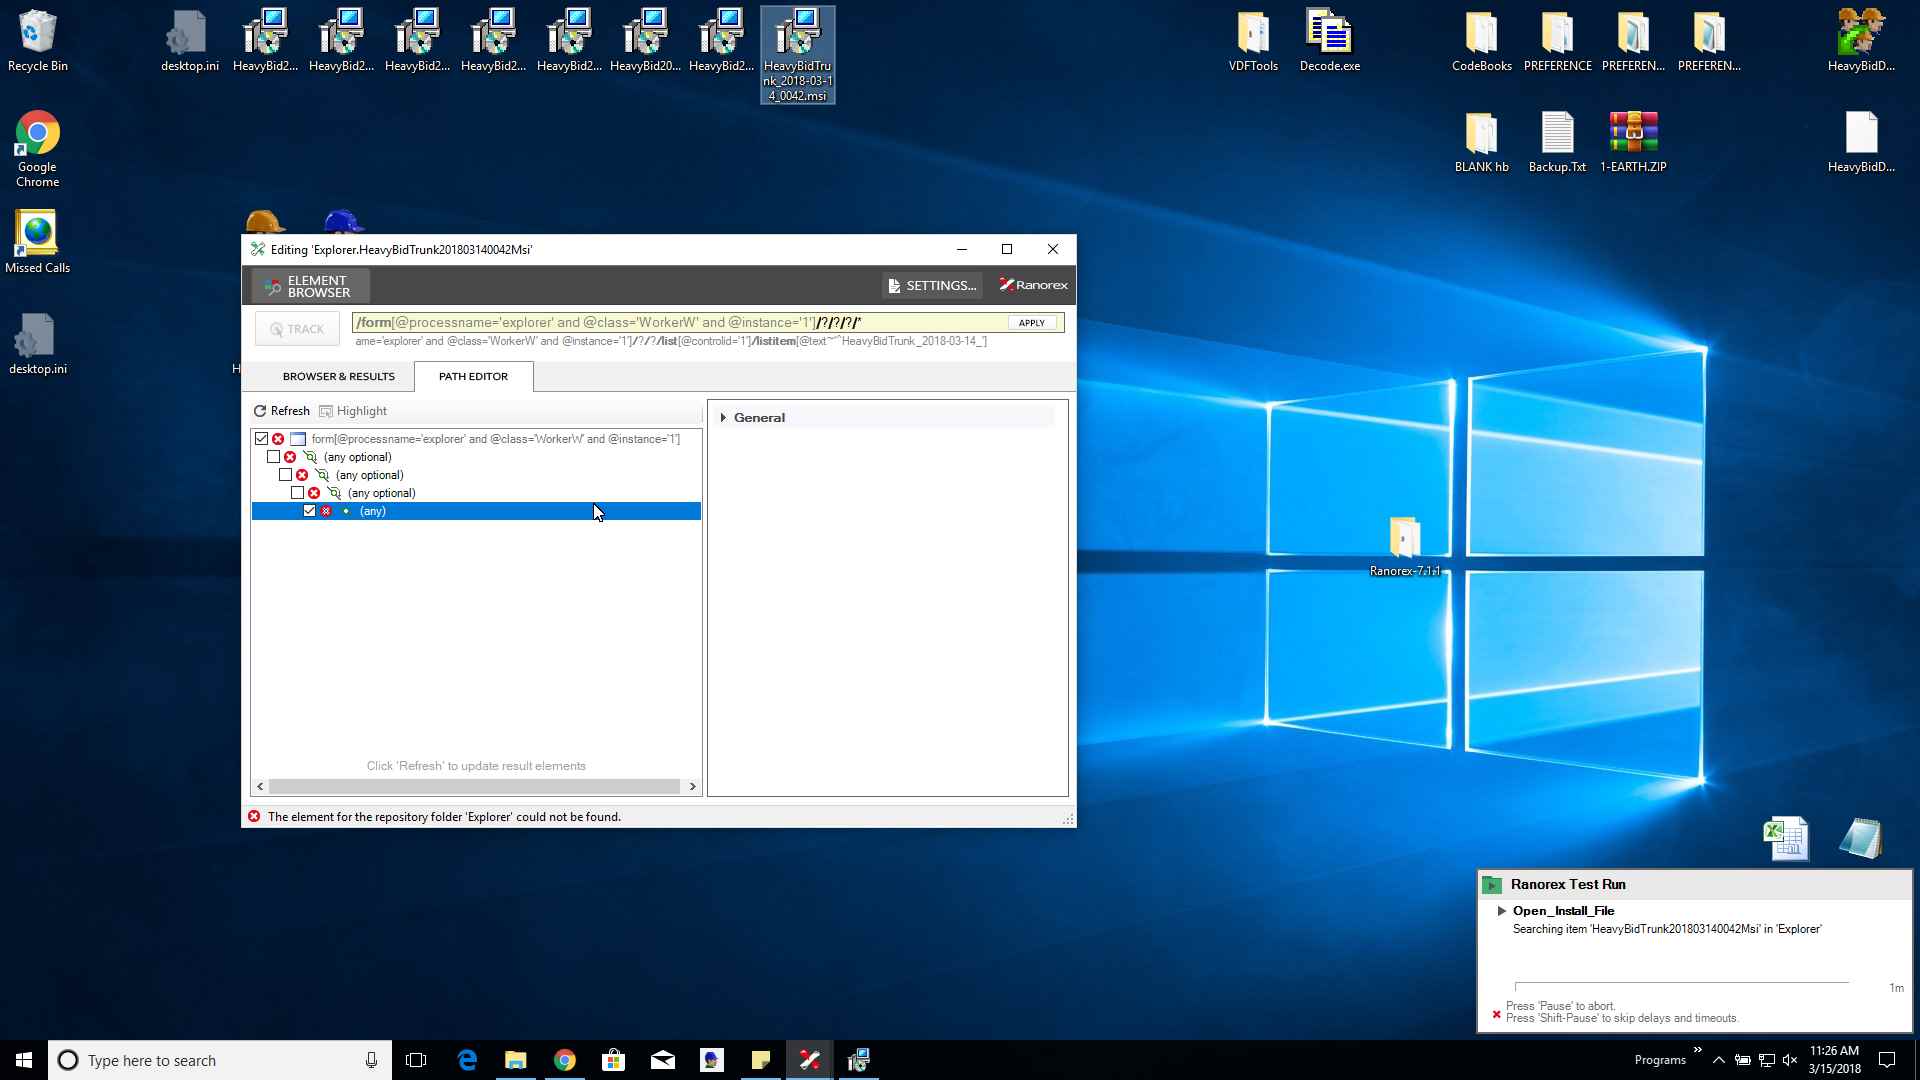 Recycle Bin
desktop.ini
HeavyBid2...
HeavyBid2...
HeavyBid2...
HeavyBid2...
HeavyBid2...
HeavyBid20...
HeavyBid2...
HeavyBidTru
nk_2018-03-1
4_0042.msi
VDFTools
Decode.exe
CodeBooks
PREFERENCE
PREFEREN...
PREFEREN...
HeavyBidD...
Google
Chrome
BLANK hb
Backup.Txt
1-EARTH.ZIP
HeavyBidD...
Missed Calls
desktop.ini
H
Editing 'Explorer.HeavyBidTrunk201803140042Msi'
ELEMENT
BROWSER
SETTINGS...
Ranorex
TRACK
/form[@processname='explorer' and @class='WorkerW' and @instance='1']/?/?/?/*
APPLY
ame='explorer' and @class='WorkerW' and @instance='1']/?/?/list[@controlid='1']/listitem[@text~'^HeavyBidTrunk_2018-03-14_']
BROWSER & RESULTS
PATH EDITOR
Refresh
Highlight
General
form[@processname='explorer' and @class='WorkerW' and @instance='1']
(any optional)
(any optional)
(any optional)
(any)
Click 'Refresh' to update result elements
The element for the repository folder 'Explorer' could not be found.
Ranorex-7.1.1
Ranorex Test Run
Open_Install_File
Searching item 'HeavyBidTrunk201803140042Msi' in 'Explorer'
1m
Press 'Pause' to abort.
Press 'Shift-Pause' to skip delays and timeouts.
Type here to search
Programs
11:26 AM
3/15/2018